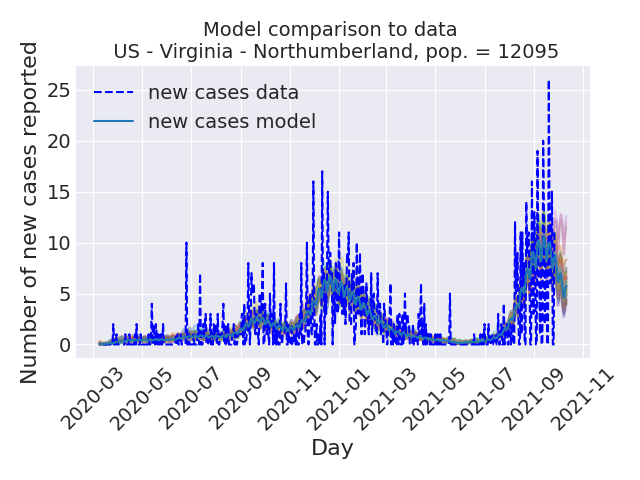 Model comparison to data
US - Virginia - Northumberland, pop. = 12095
Number of new cases reported
25
20
15
10
5
0
new cases data
new cases model
2020-03
2020-05
2020-07
2020-09
2020-11
2021-01
2021-03
2021-05
2021-07
2021-09
2021-11
Day